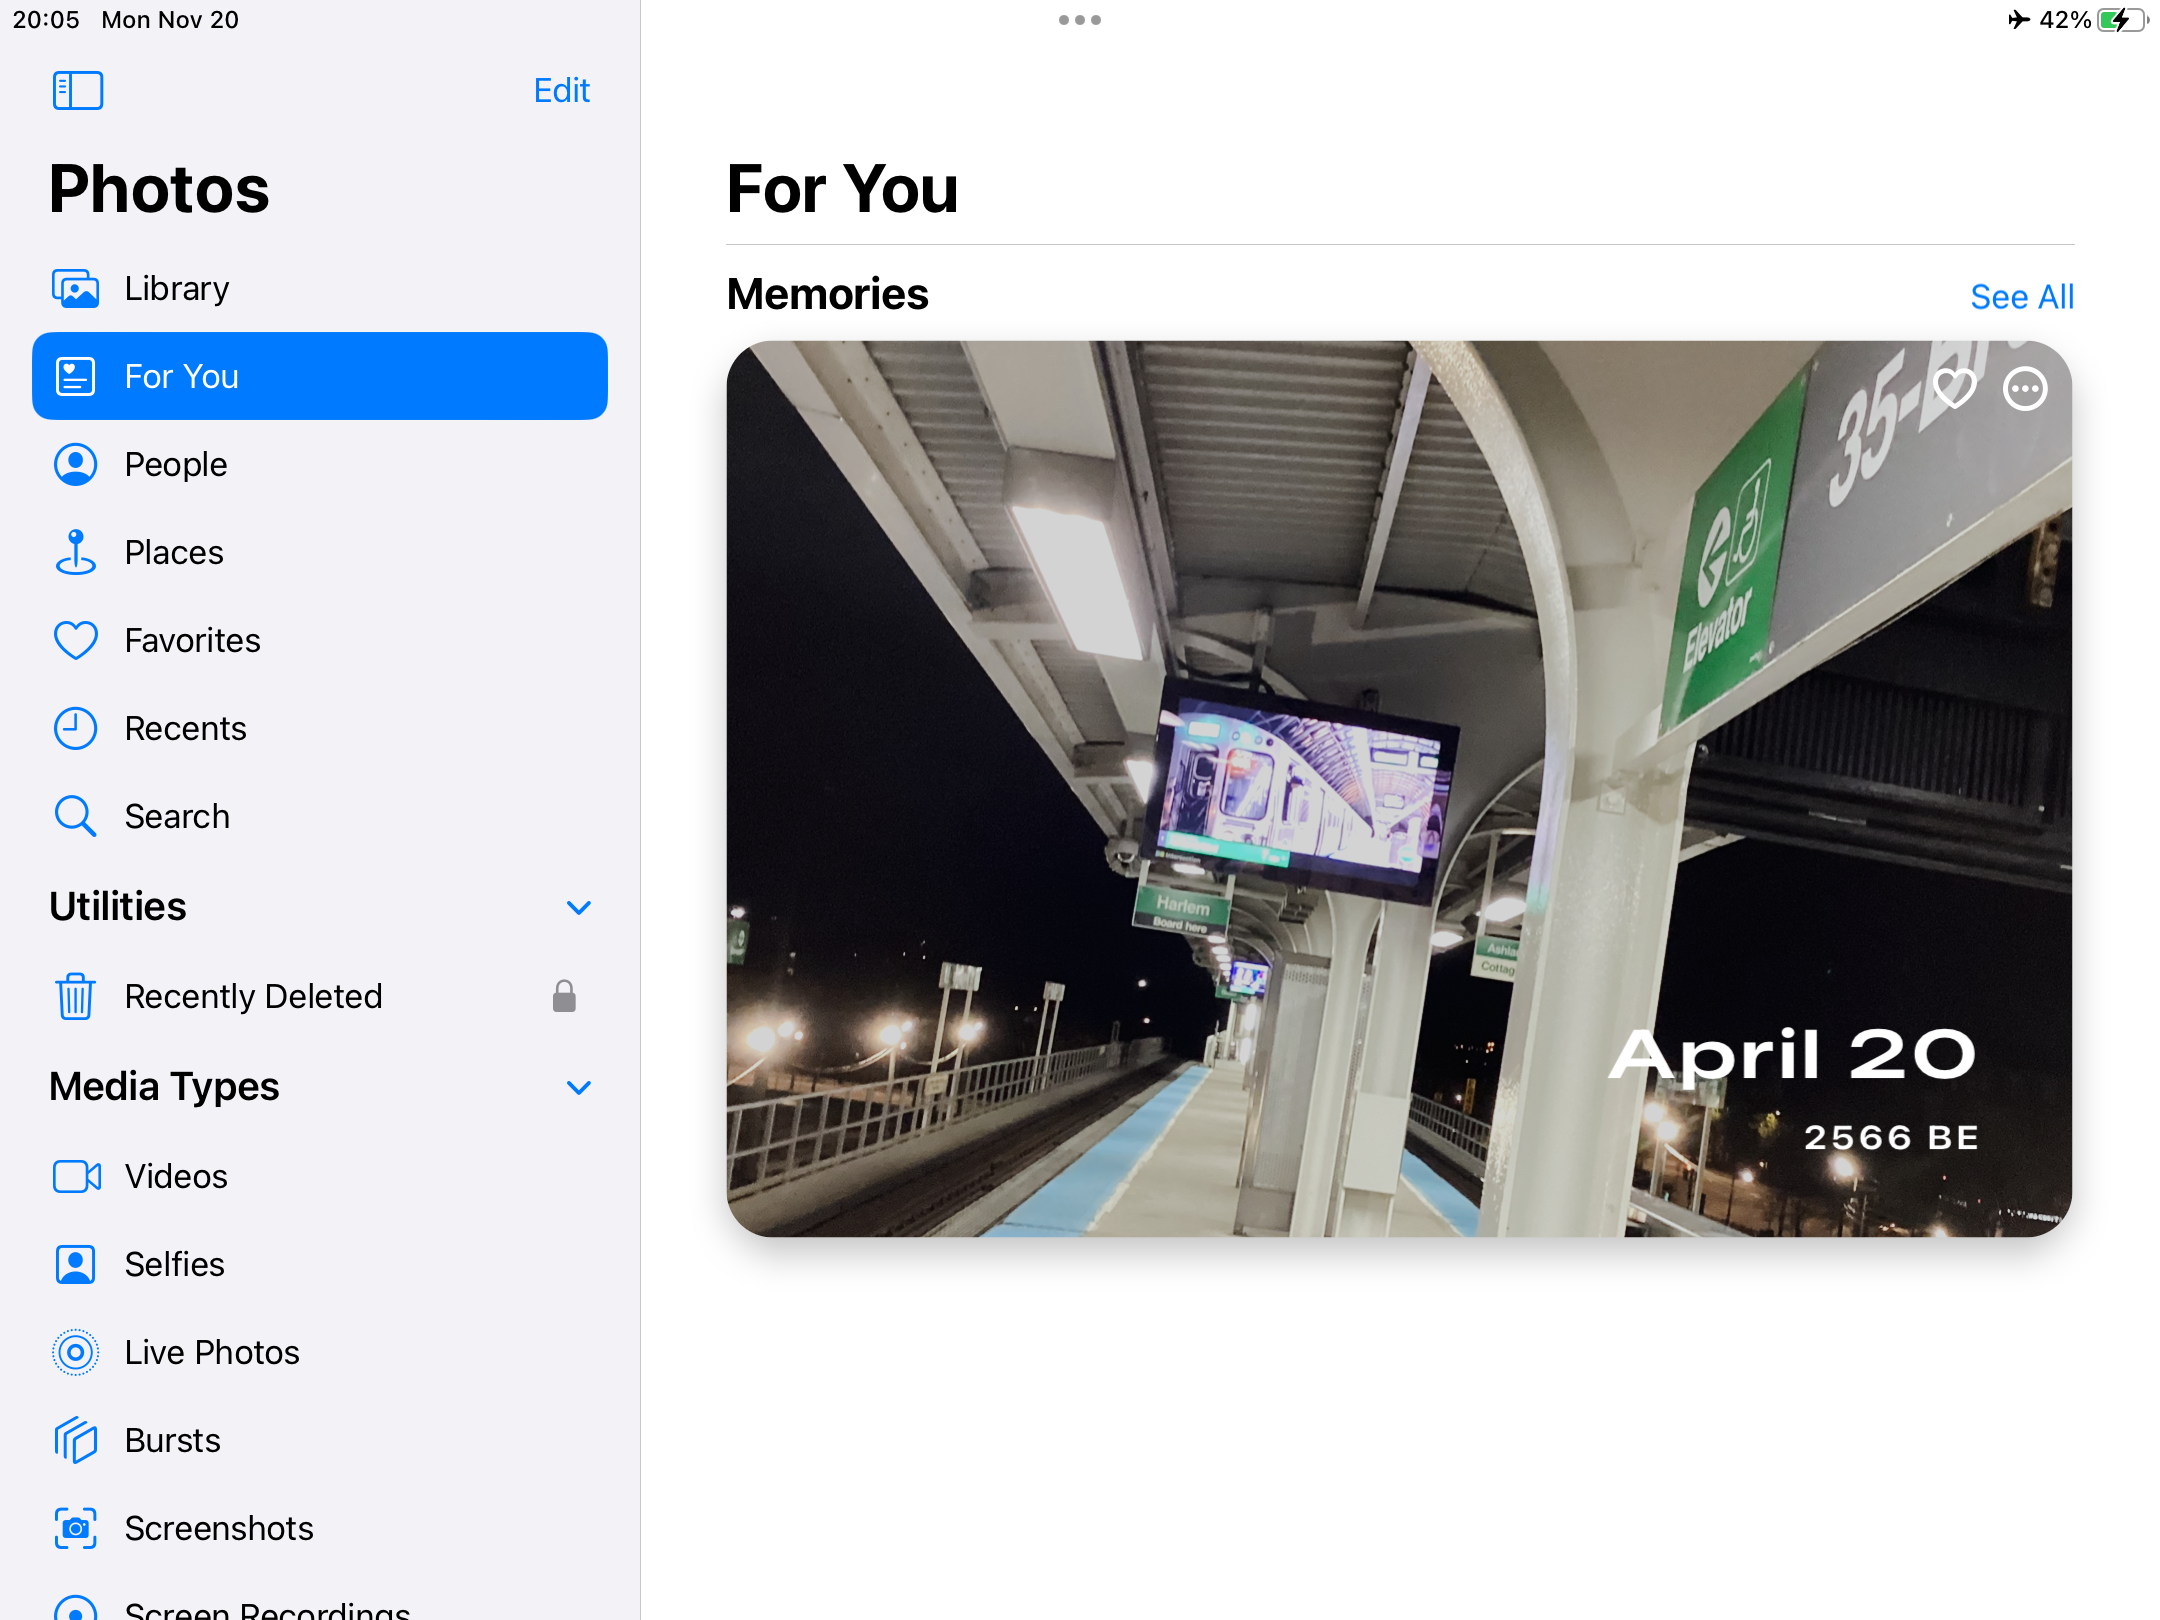 20:05 Mon Nov 20
42%
Edit
Photos
Library
For You
People
Places
Favorites
Recents
Search
Utilities
Recently Deleted
Media Types
Videos
Selfies
Live Photos
Bursts
Screenshots
Screen Recordings
For You
Memories
See All
Elevator
Harlem
Board here
April 20
2566 BE